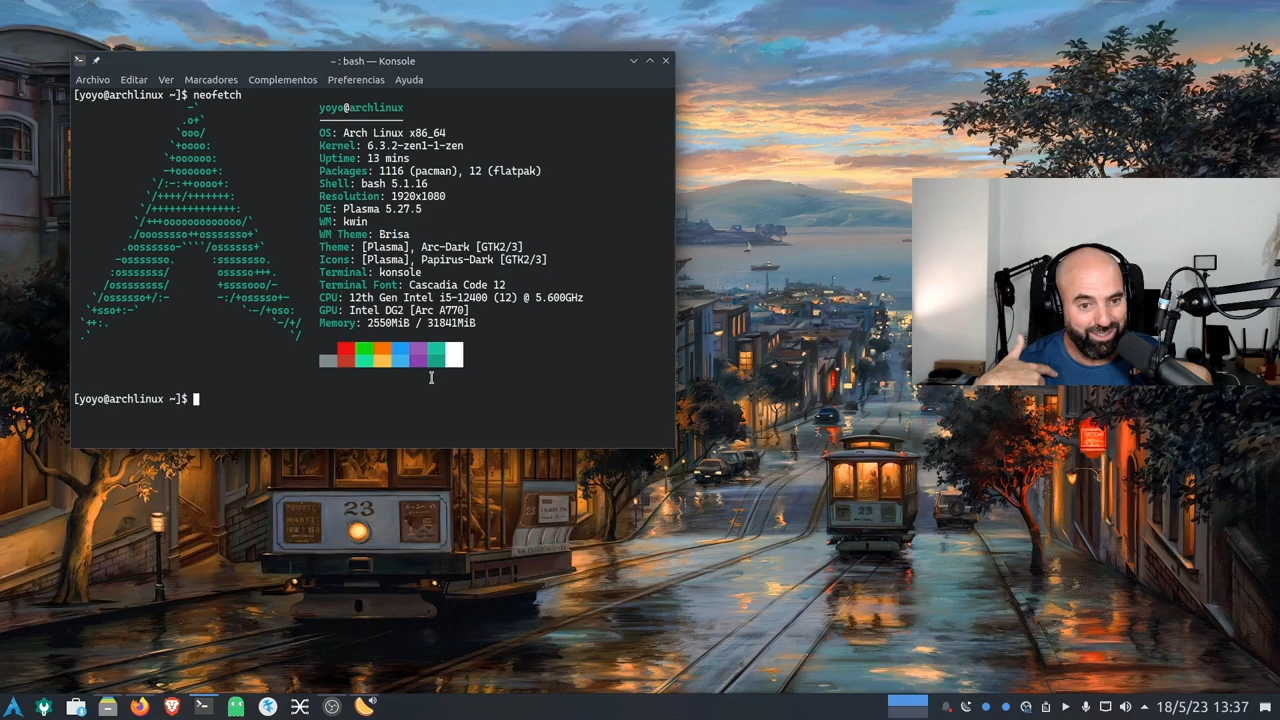 ~ : bash — Konsole
Archivo Editar Ver Marcadores Complementos Preferencias Ayuda
[yoyo@archlinux ~]$ neofetch
yoyo@archlinux
OS: Arch Linux x86_64
Kernel: 6.3.2-zen1-1-zen
Uptime: 13 mins
Packages: 1116 (pacman), 12 (flatpak)
Shell: bash 5.1.16
Resolution: 1920x1080
DE: Plasma 5.27.5
WM: kwin
WM Theme: Brisa
Theme: [Plasma], Arc-Dark [GTK2/3]
Icons: [Plasma], Papirus-Dark [GTK2/3]
Terminal: konsole
Terminal Font: Cascadia Code 12
CPU: 12th Gen Intel i5-12400 (12) @ 5.600GHz
GPU: Intel DG2 [Arc A770]
Memory: 2550MiB / 31841MiB
[yoyo@archlinux ~]$
23
23
23
18/5/23 13:37